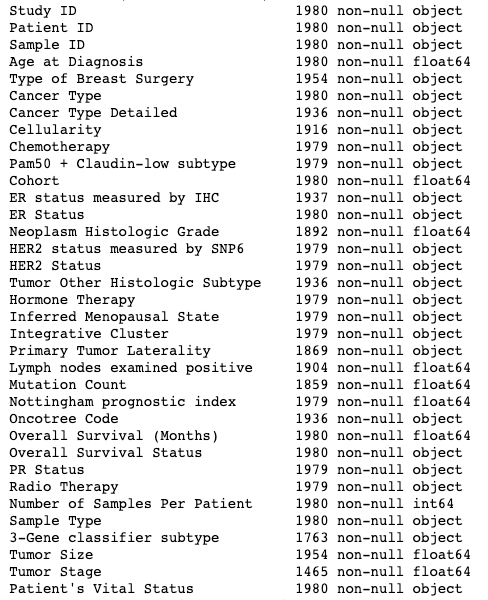 Study ID 1980 non-null object
Patient ID 1980 non-null object
Sample ID 1980 non-null object
Age at Diagnosis 1980 non-null float64
Type of Breast Surgery 1954 non-null object
Cancer Type 1980 non-null object
Cancer Type Detailed 1936 non-null object
Cellularity 1916 non-null object
Chemotherapy 1979 non-null object
Pam50 + Claudin-low subtype 1979 non-null object
Cohort 1980 non-null float64
ER status measured by IHC 1937 non-null object
ER Status 1980 non-null object
Neoplasm Histologic Grade 1892 non-null float64
HER2 status measured by SNP6 1979 non-null object
HER2 Status 1979 non-null object
Tumor Other Histologic Subtype 1936 non-null object
Hormone Therapy 1979 non-null object
Inferred Menopausal State 1979 non-null object
Integrative Cluster 1979 non-null object
Primary Tumor Laterality 1869 non-null object
Lymph nodes examined positive 1904 non-null float64
Mutation Count 1859 non-null float64
Nottingham prognostic index 1979 non-null float64
Oncotree Code 1936 non-null object
Overall Survival (Months) 1980 non-null float64
Overall Survival Status 1980 non-null object
PR Status 1979 non-null object
Radio Therapy 1979 non-null object
Number of Samples Per Patient 1980 non-null int64
Sample Type 1980 non-null object
3-Gene classifier subtype 1763 non-null object
Tumor Size 1954 non-null float64
Tumor Stage 1465 non-null float64
Patient's Vital Status 1980 non-null object